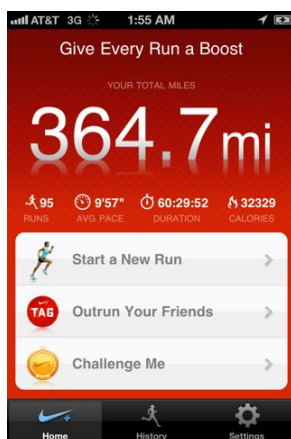 AT&T 3G 1:55 AM
Give Every Run a Boost
YOUR TOTAL MILES
364.7mi
95 9'57" 60:29:52 32329
RUNS AVG PACE DURATION CALORIES
Start a New Run
TAG Outrun Your Friends
Challenge Me
Home History Settings